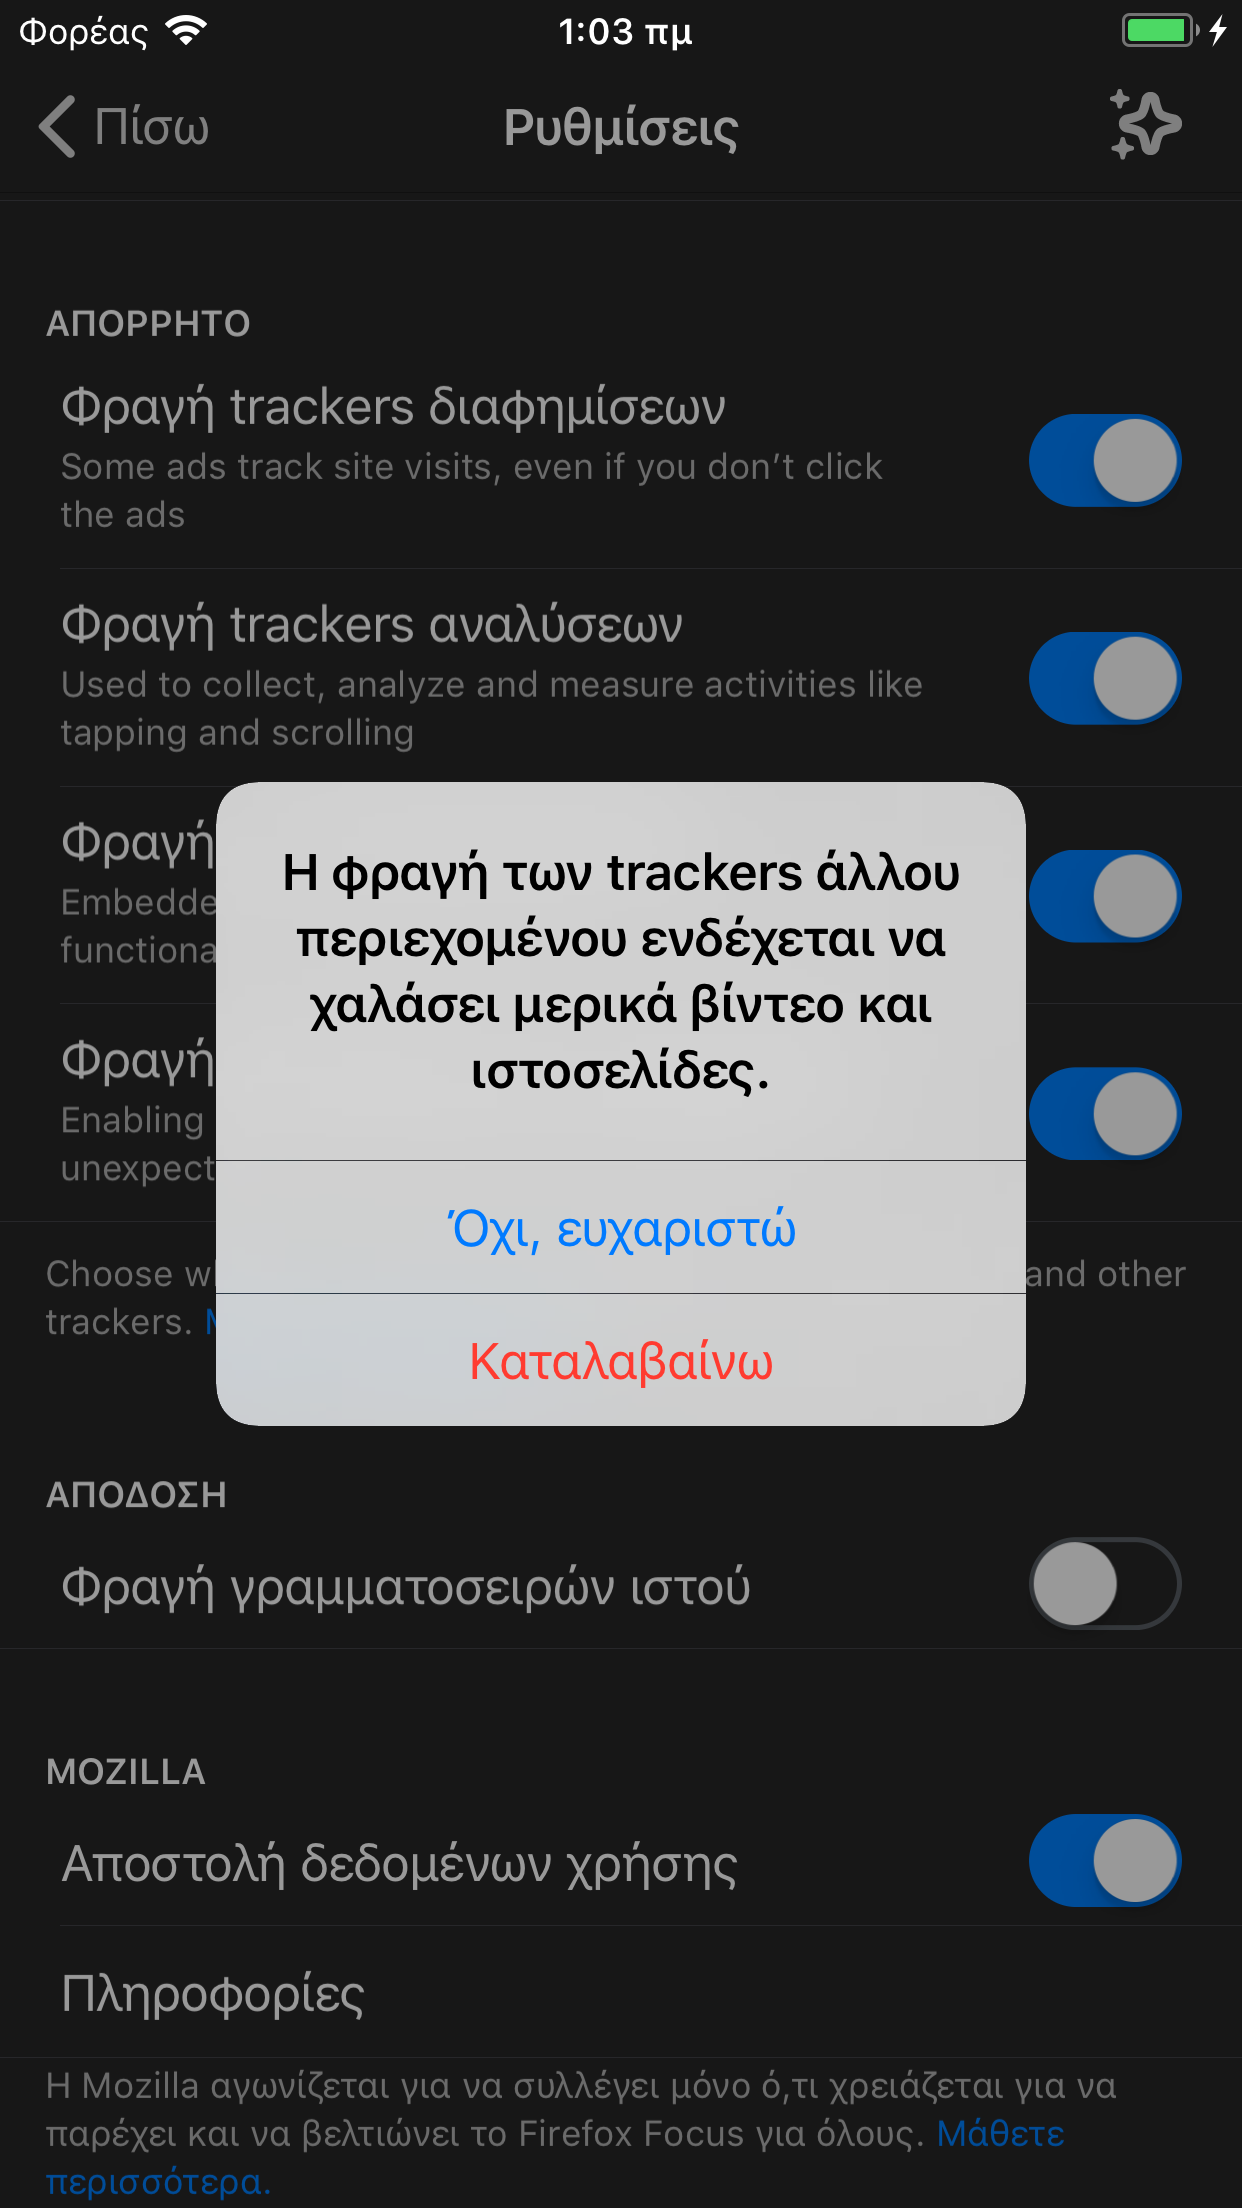 Φορέας
1:03 πμ
Πίσω
Ρυθμίσεις
ΑΠΟΡΡΗΤΟ
Φραγή trackers διαφημίσεων
Some ads track site visits, even if you don’t click
the ads
Φραγή trackers αναλύσεων
Used to collect, analyze and measure activities like
tapping and scrolling
Φραγή
Φραγή
Enabling
Η φραγή των trackers άλλου
περιεχομένου ενδέχεται να
χαλάσει μερικά βίντεο και
ιστοσελίδες.
Όχι, ευχαριστώ
Καταλαβαίνω
Choose
and other
trackers.
ΑΠΟΔΟΣΗ
Φραγή γραμματοσειρών ιστού
MOZILLA
Αποστολή δεδομένων χρήσης
Πληροφορίες
Η Mozilla αγωνίζεται για να συλλέγει μόνο ό,τι χρειάζεται για να
παρέχει και να βελτιώνει το Firefox Focus για όλους. Μάθετε
περισσότερα.